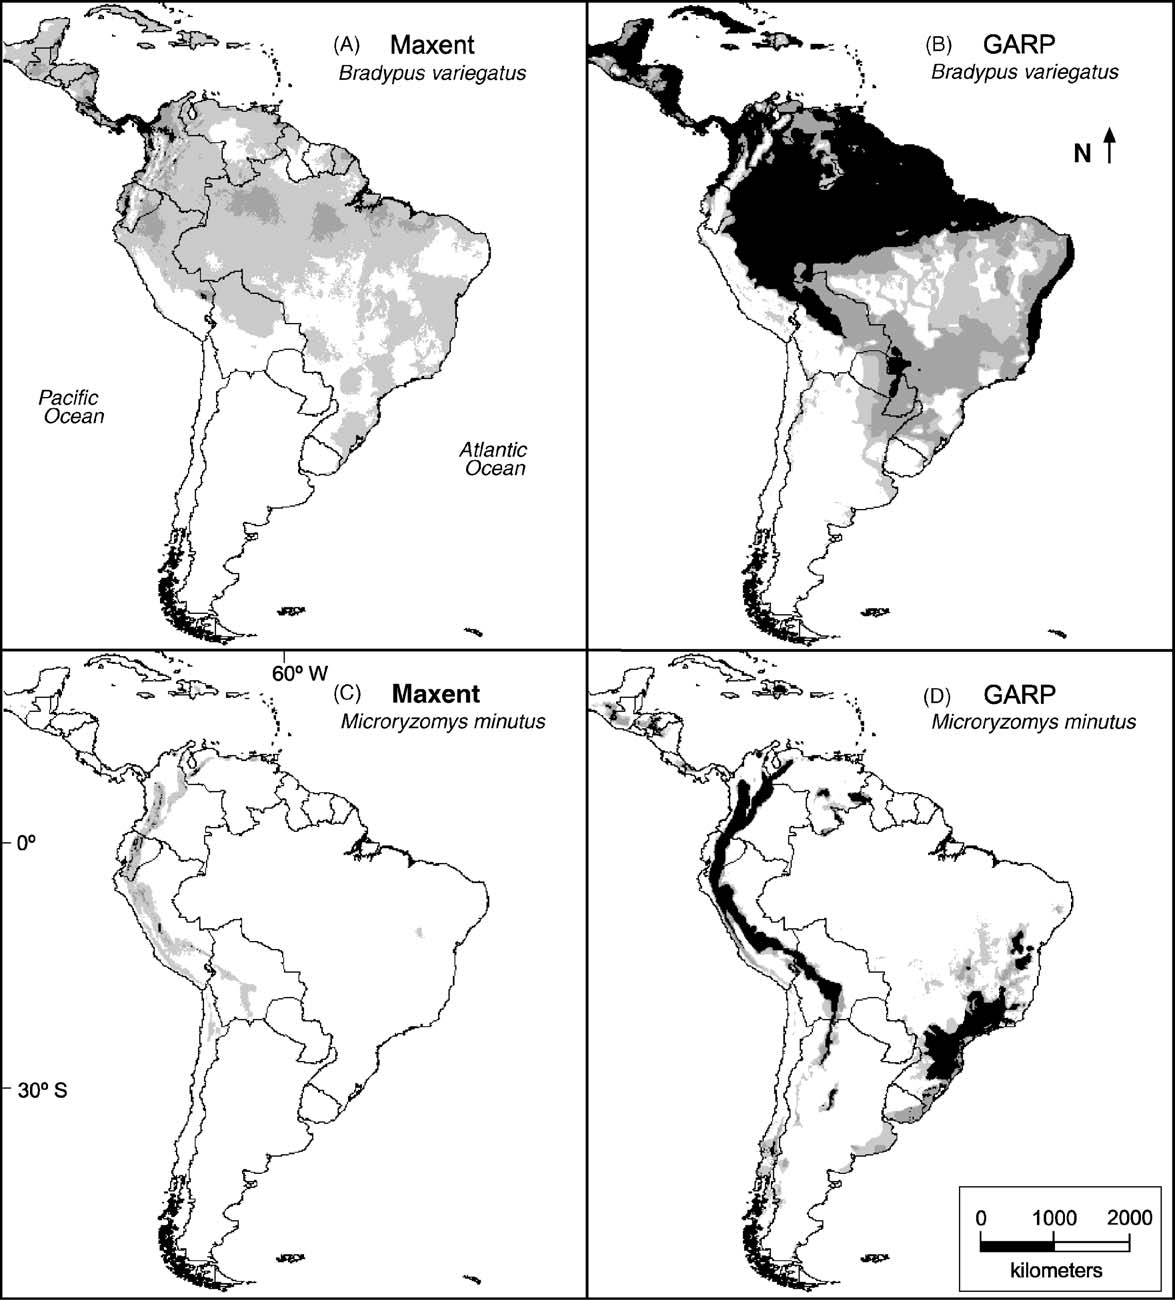 (A) Maxent
Bradypus variegatus
(B) GARP
Bradypus variegatus
N
Pacific
Ocean
Atlantic
Ocean
60º W
(C) Maxent
Microryzomys minutus
(D) GARP
Microryzomys minutus
0º
30º S
0 1000 2000
kilometers